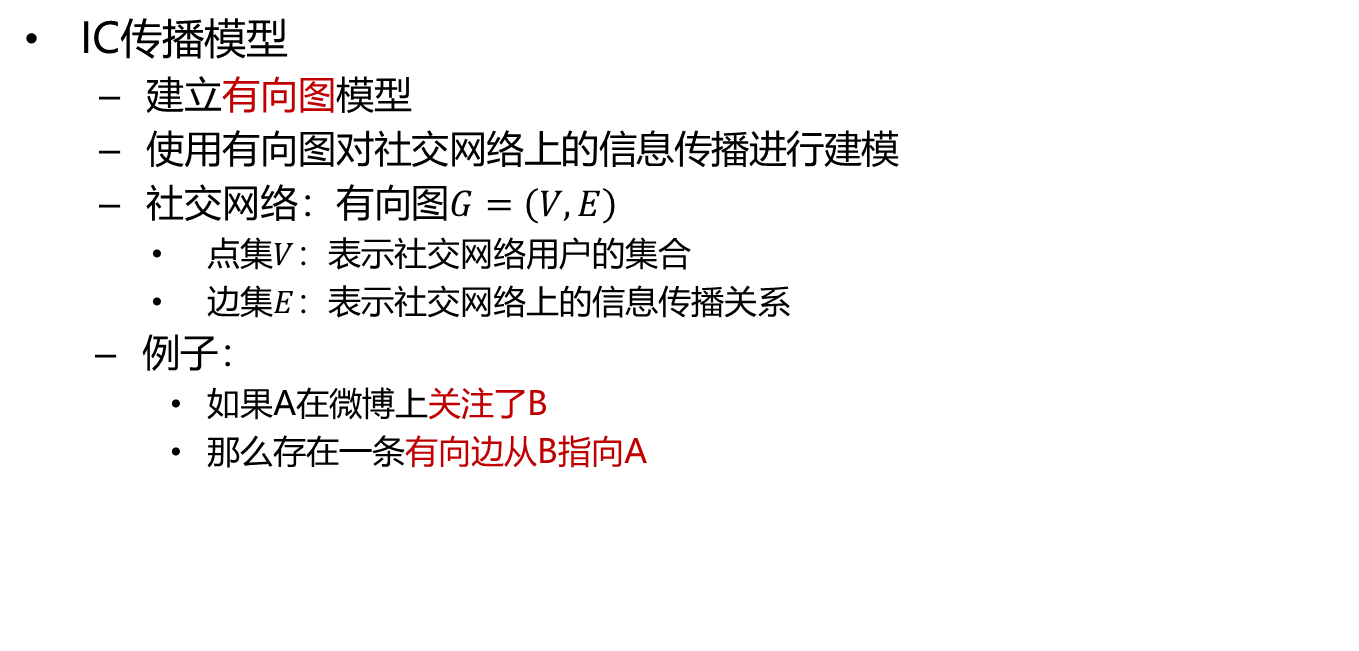 • IC传播模型
– 建立有向图模型
– 使用有向图对社交网络上的信息传播进行建模
– 社交网络：有向图G = (V, E)
• 点集V：表示社交网络用户的集合
• 边集E：表示社交网络上的信息传播关系
– 例子：
• 如果A在微博上关注了B
• 那么存在一条有向边从B指向A